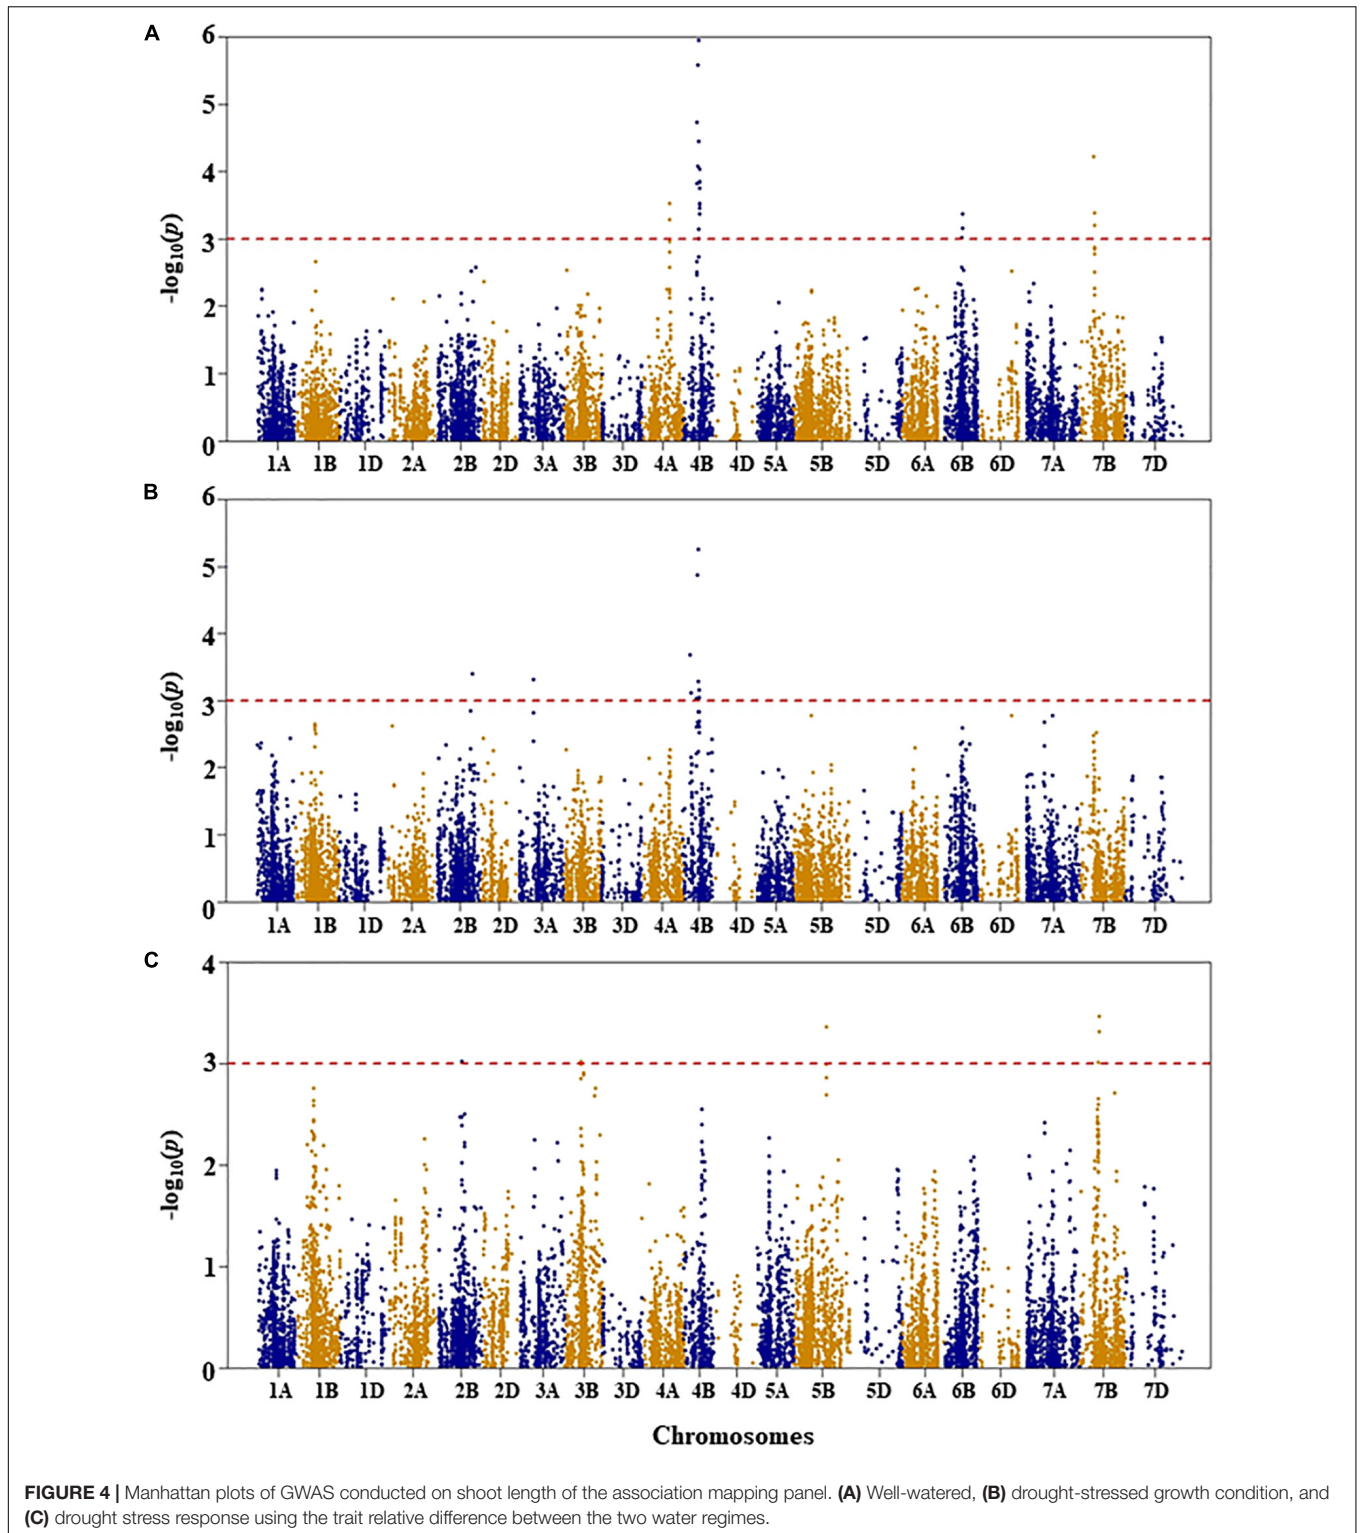 A
6
5
4
3
2
1
0
-log10(p)
1A 1B 1D 2A 2B 2D 3A 3B 3D 4A 4B 4D 5A 5B 5D 6A 6B 6D 7A 7B 7D
B
6
5
4
3
2
1
0
-log10(p)
1A 1B 1D 2A 2B 2D 3A 3B 3D 4A 4B 4D 5A 5B 5D 6A 6B 6D 7A 7B 7D
C
4
3
2
1
0
-log10(p)
1A 1B 1D 2A 2B 2D 3A 3B 3D 4A 4B 4D 5A 5B 5D 6A 6B 6D 7A 7B 7D
Chromosomes
FIGURE 4 | Manhattan plots of GWAS conducted on shoot length of the association mapping panel. (A) Well-watered, (B) drought-stressed growth condition, and
(C) drought stress response using the trait relative difference between the two water regimes.